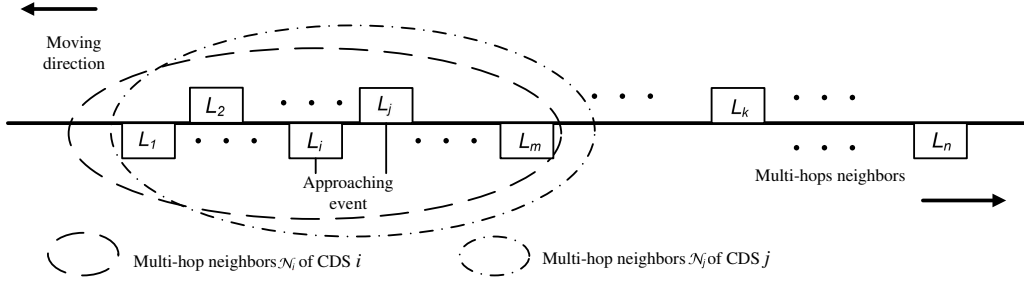 Moving
direction
L2
Lj
Lk
L1
Li
Lm
Ln
Approaching
event
Multi-hops neighbors
Multi-hop neighbors Ni of CDS i
Multi-hop neighbors Nj of CDS j